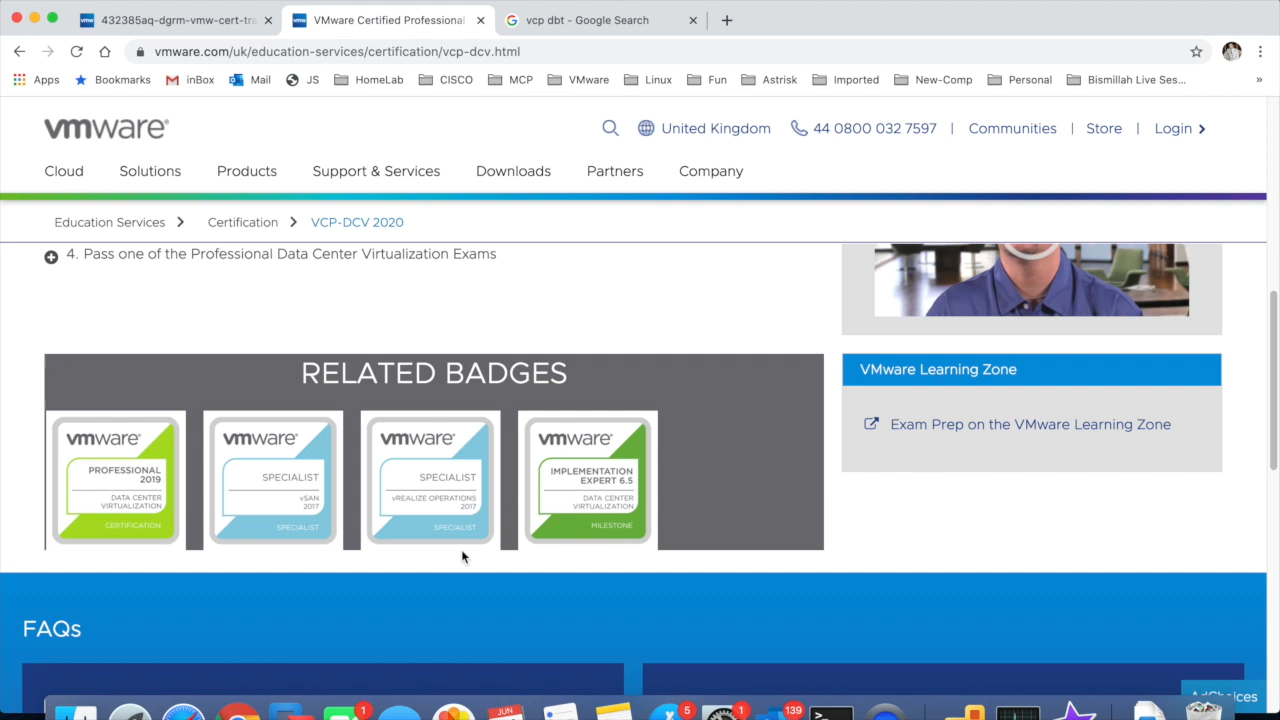 432385aq-dgrm-vmw-cert-tra
VMware Certified Professional
vcp dbt - Google Search
vmware.com/uk/education-services/certification/vcp-dcv.html
Apps
Bookmarks
inBox
Mail
JS
HomeLab
CISCO
MCP
VMware
Linux
Fun
Astrisk
Imported
New-Comp
Personal
Bismillah Live Ses...
»
vmware®
United Kingdom
44 0800 032 7597
|
Communities
|
Store
|
Login
Cloud
Solutions
Products
Support & Services
Downloads
Partners
Company
Education Services
Certification
VCP-DCV 2020
4. Pass one of the Professional Data Center Virtualization Exams
RELATED BADGES
vmware®
PROFESSIONAL
2019
DATA CENTER
VIRTUALIZATION
CERTIFICATION
vmware®
SPECIALIST
vSAN
2017
SPECIALIST
vmware®
SPECIALIST
vREALIZE OPERATIONS
2017
SPECIALIST
vmware®
IMPLEMENTATION
EXPERT 6.5
DATA CENTER
VIRTUALIZATION
MILESTONE
VMware Learning Zone
Exam Prep on the VMware Learning Zone
FAQs
AdChoices
1
JUN
5
1
139